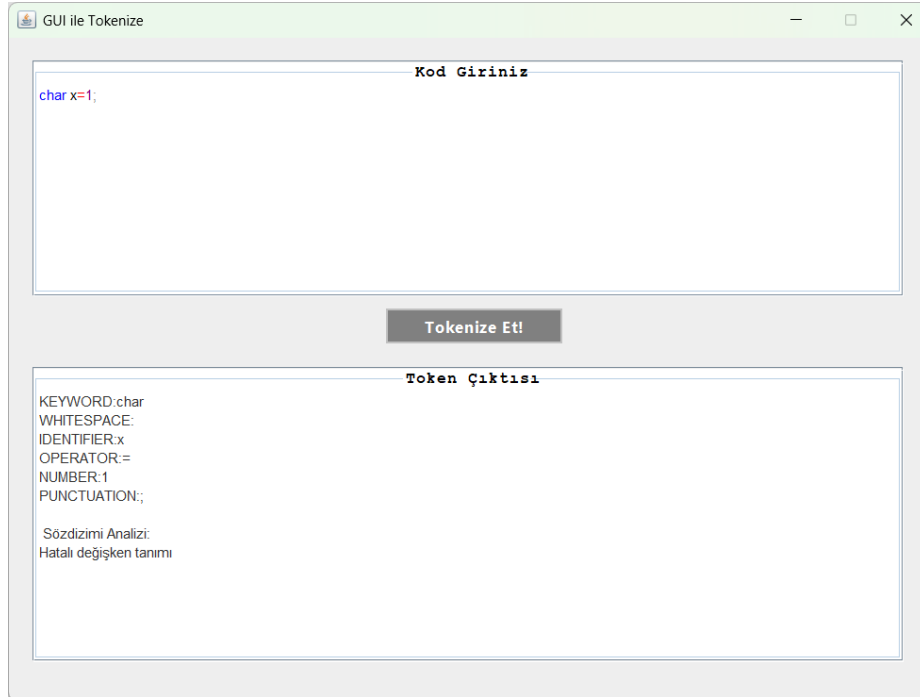 GUI ile Tokenize
Kod Giriniz
char x=1;
Tokenize Et!
Token Çıktısı
KEYWORD:char
WHITESPACE:
IDENTIFIER:x
OPERATOR:=
NUMBER:1
PUNCTUATION:;
Sözdizimi Analizi:
Hatalı değişken tanımı